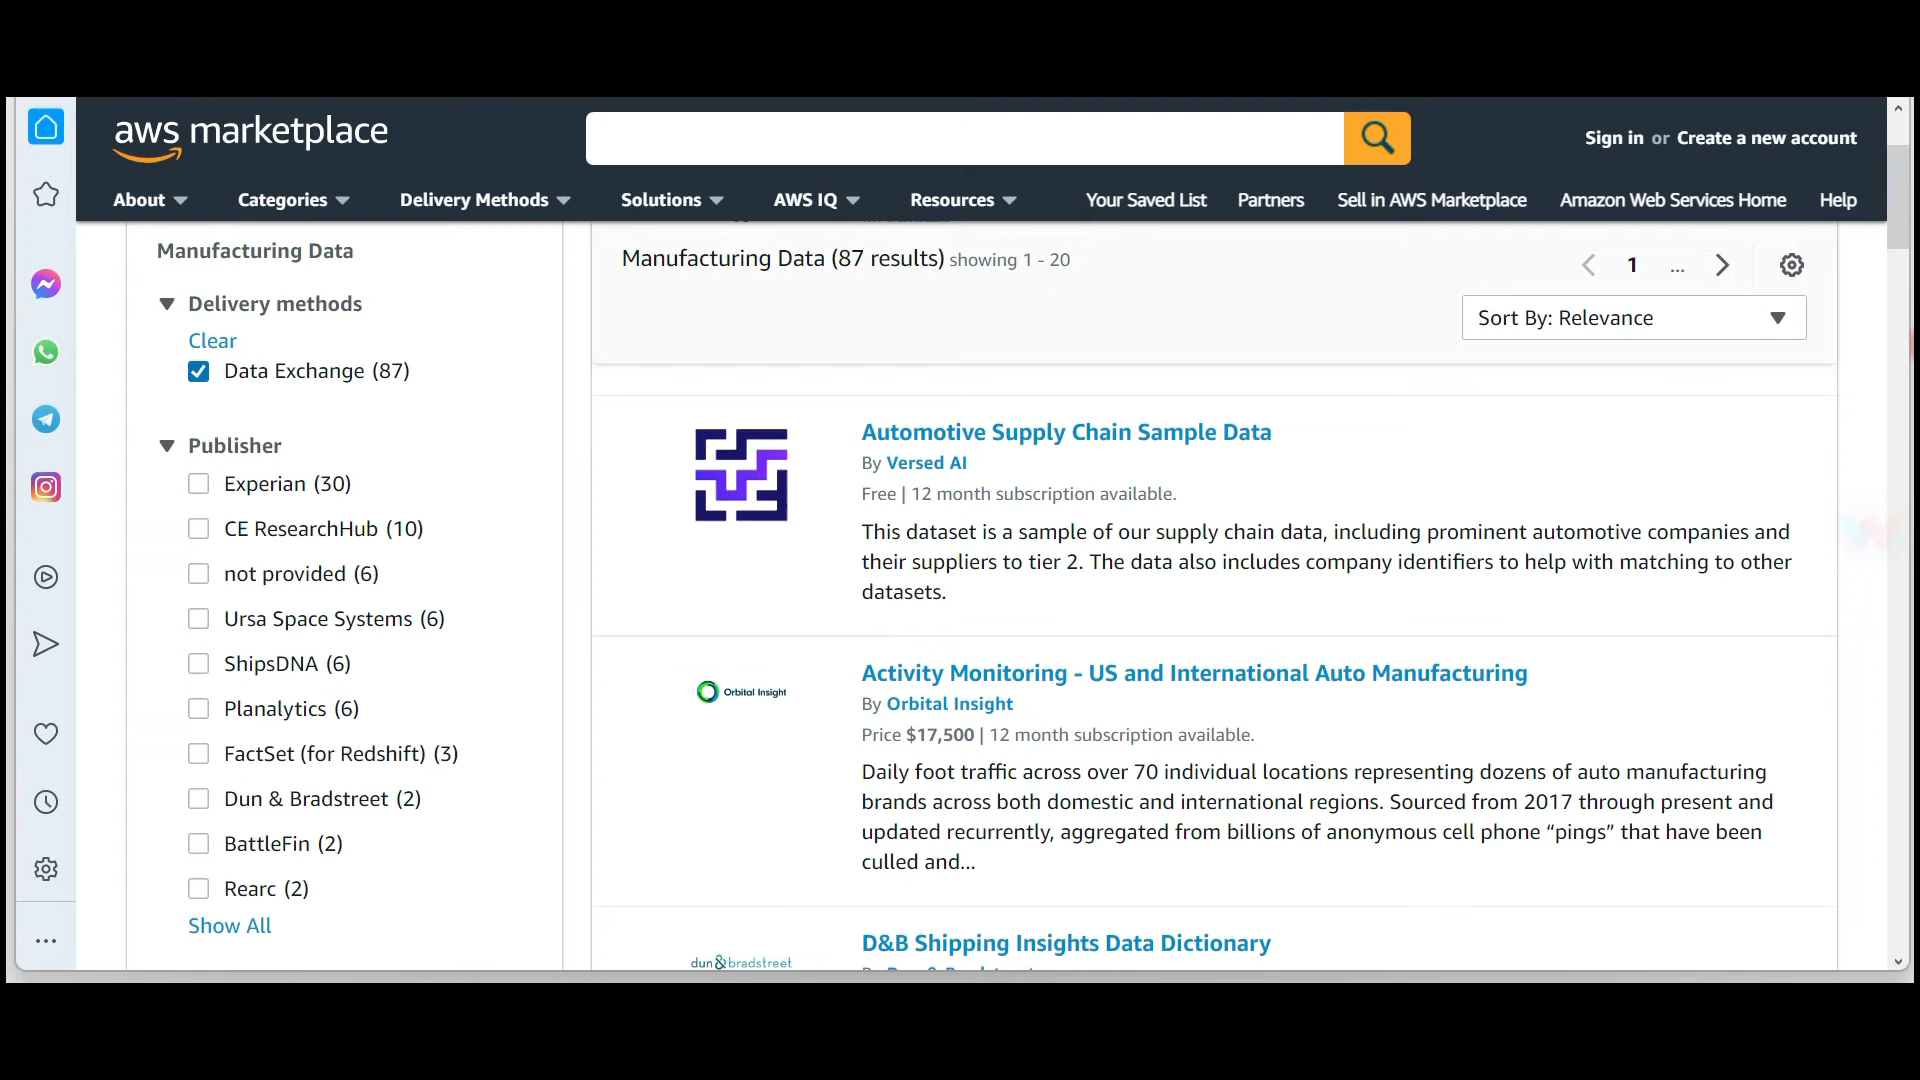 aws marketplace
Sign in or Create a new account
About
Categories
Delivery Methods
Solutions
AWS IQ
Resources
Your Saved List
Partners
Sell in AWS Marketplace
Amazon Web Services Home
Help
Manufacturing Data
Delivery methods
Clear
Data Exchange (87)
Publisher
Experian (30)
CE ResearchHub (10)
not provided (6)
Ursa Space Systems (6)
ShipsDNA (6)
Planalytics (6)
FactSet (for Redshift) (3)
Dun & Bradstreet (2)
BattleFin (2)
Rearc (2)
Show All
Manufacturing Data (87 results) showing 1 - 20
1 ...
Sort By: Relevance
Automotive Supply Chain Sample Data
By Versed AI
Free | 12 month subscription available.
This dataset is a sample of our supply chain data, including prominent automotive companies and
their suppliers to tier 2. The data also includes company identifiers to help with matching to other
datasets.
Orbital Insight
Activity Monitoring - US and International Auto Manufacturing
By Orbital Insight
Price $17,500 | 12 month subscription available.
Daily foot traffic across over 70 individual locations representing dozens of auto manufacturing
brands across both domestic and international regions. Sourced from 2017 through present and
updated recurrently, aggregated from billions of anonymous cell phone “pings” that have been
culled and...
dun & bradstreet
D&B Shipping Insights Data Dictionary